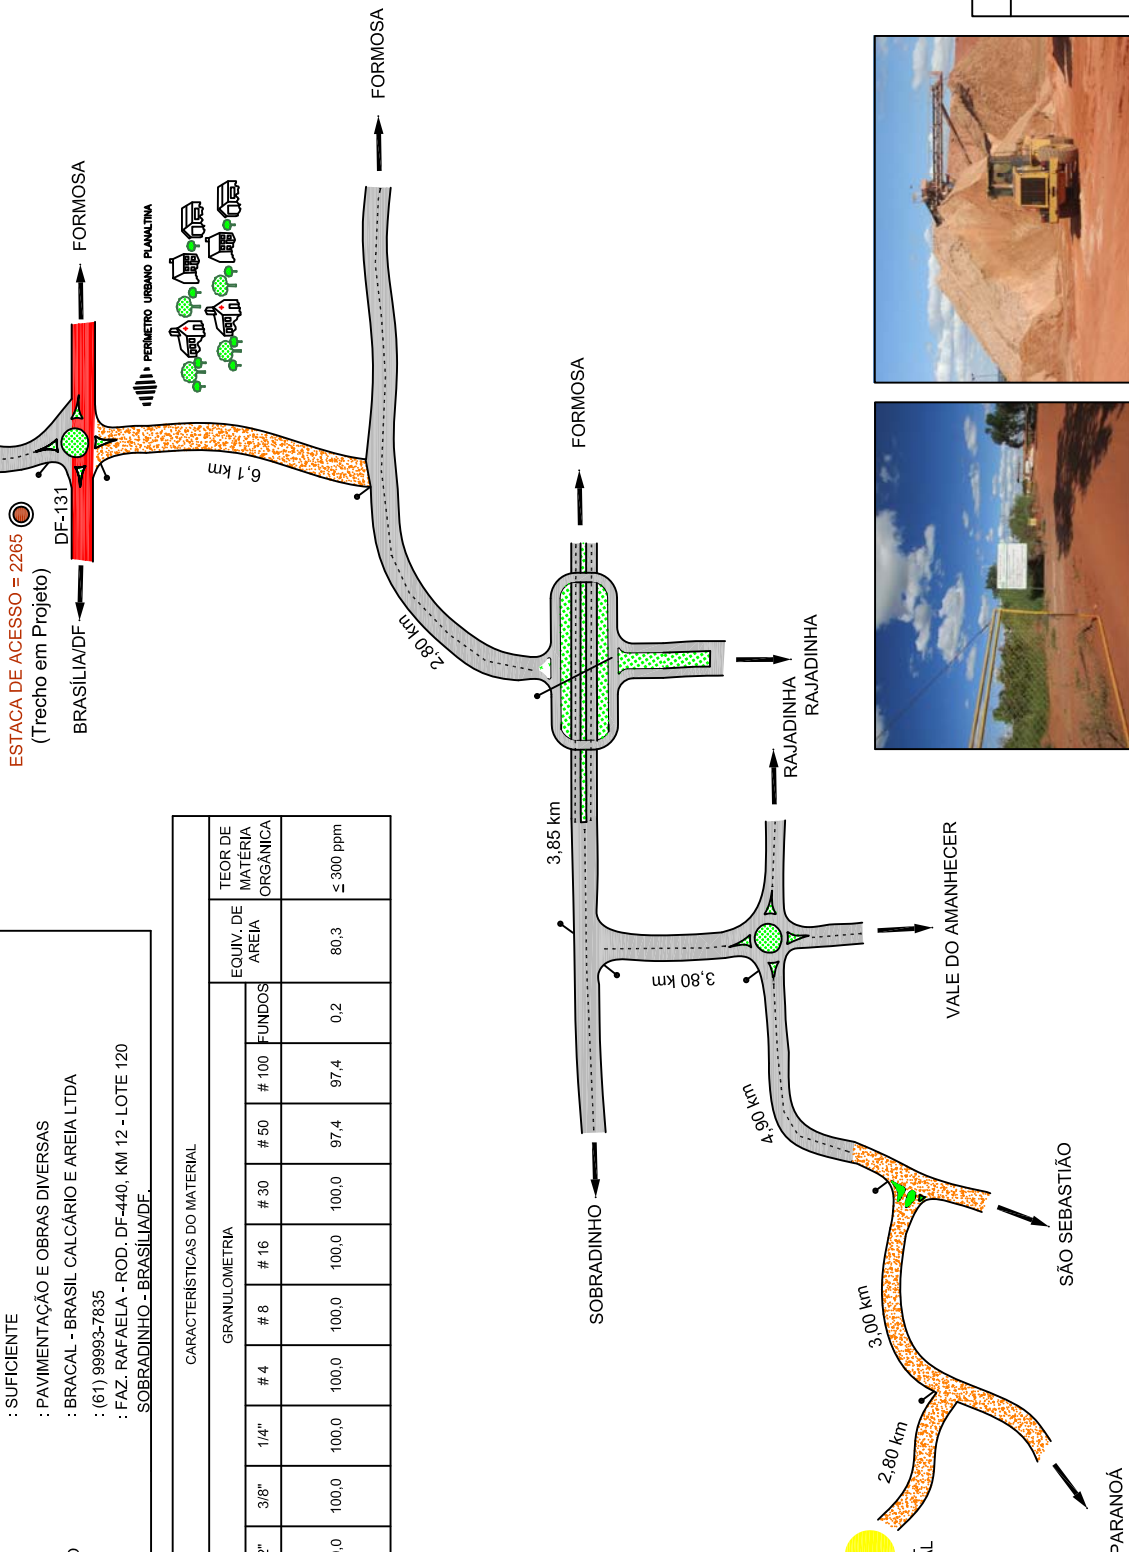 : SUFICIENTE
: PAVIMENTAÇÃO E OBRAS DIVERSAS
: BRACAL - BRASIL CALCÁRIO E AREIA LTDA
: (61) 99993-7835
: FAZ. RAFAELA - ROD. DF-440, KM 12 - LOTE 120
SOBRADINHO - BRASÍLIA/DF.
CARACTERÍSTICAS DO MATERIAL
GRANULOMETRIA
EQUIV. DE
AREIA
TEOR DE
MATÉRIA
ORGÂNICA
3/8" 1/4" # 4 # 8 # 16 # 30 # 50 # 100 FUNDOS
100,0 100,0 100,0 100,0 100,0 100,0 97,4 97,4 0,2 80,3 ≤ 300 ppm
ESTACA DE ACESSO = 2265
(Trecho em Projeto)
DF-131
BRASÍLIA/DF
FORMOSA
PERÍMETRO URBANO PLANALTINA
6,1 km
FORMOSA
2,80 km
FORMOSA
3,85 km
RAJADINHA
RAJADINHA
SOBRADINHO
3,80 km
VALE DO AMANHECER
4,90 km
SÃO SEBASTIÃO
3,00 km
2,80 km
PARANOÁ